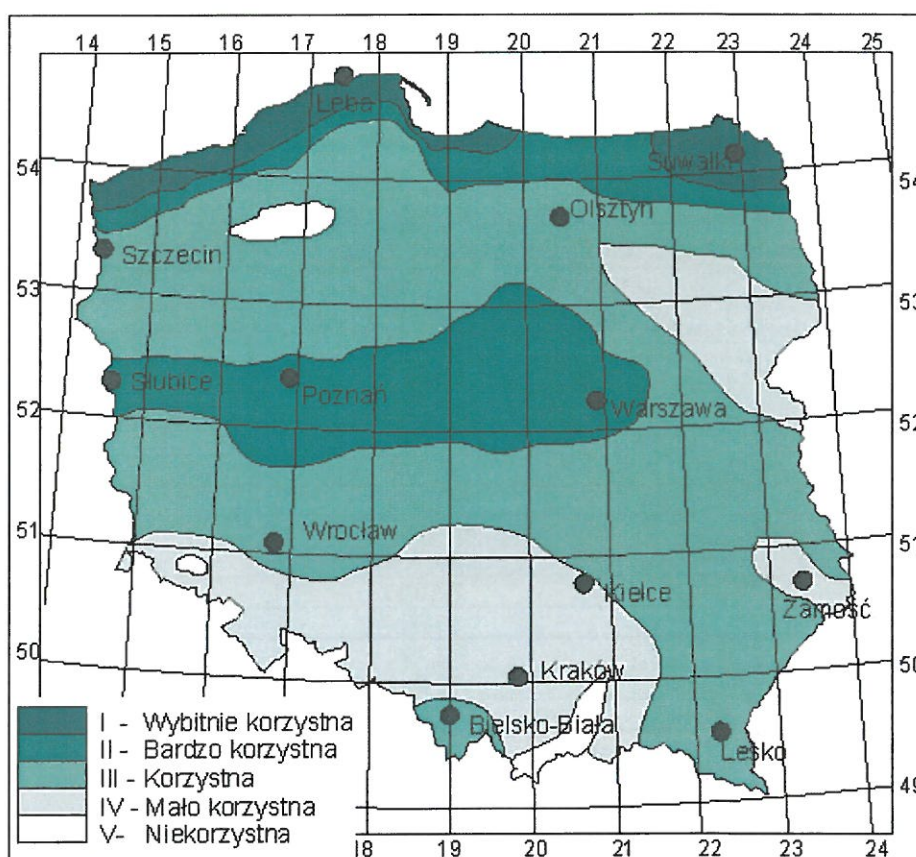 14 15 16 17 18 19 20 21 22 23 24 25
Łeba
54 54
Suwałki
Olsztyn
Szczecin
53 53
Słubice Poznań
Warszawa
52 52
Wrocław
51 51
Kielce
Zamość
50 Kraków 50
I - Wybitnie korzystna Bielsko-Biała
II - Bardzo korzystna Lesko
III - Korzystna
IV - Mało korzystna 49
V- Niekorzystna
18 19 20 21 22 23 24